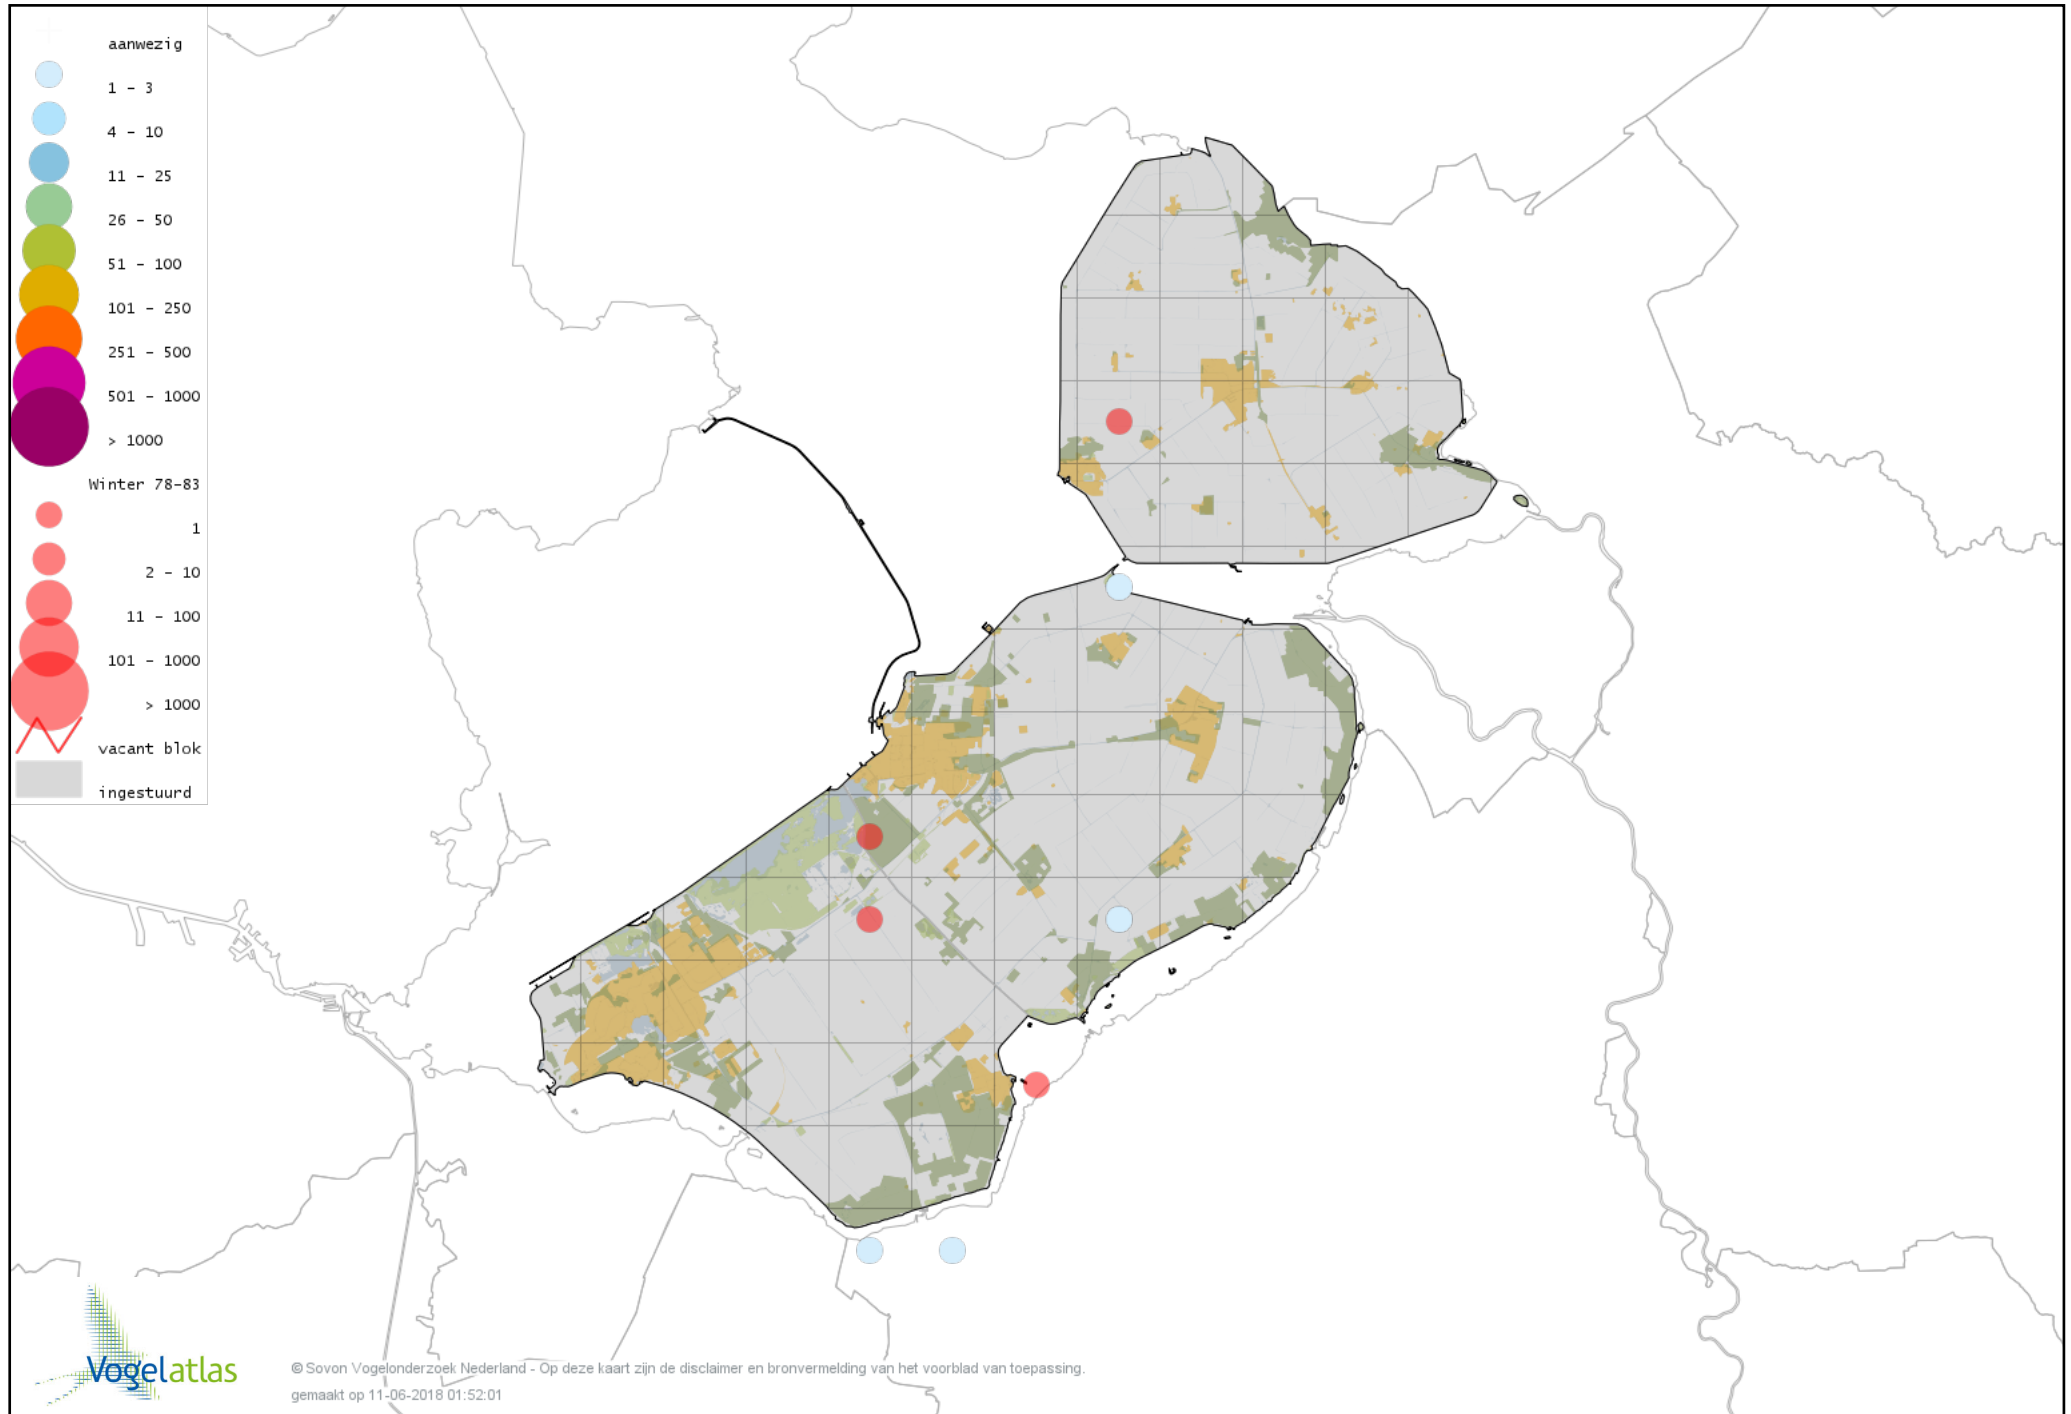 aanwezig
1 – 3
4 – 10
11 – 25
26 – 50
51 – 100
101 – 250
251 – 500
501 – 1000
> 1000
Winter 78-83
1
2 – 10
11 – 100
101 – 1000
> 1000
vacant blok
ingestuurd
Vogelatlas
© Sovon Vogelonderzoek Nederland - Op deze kaart zijn de disclaimer en bronvermelding van het voorblad van toepassing.
gemaakt op 11-06-2018 01:52:01